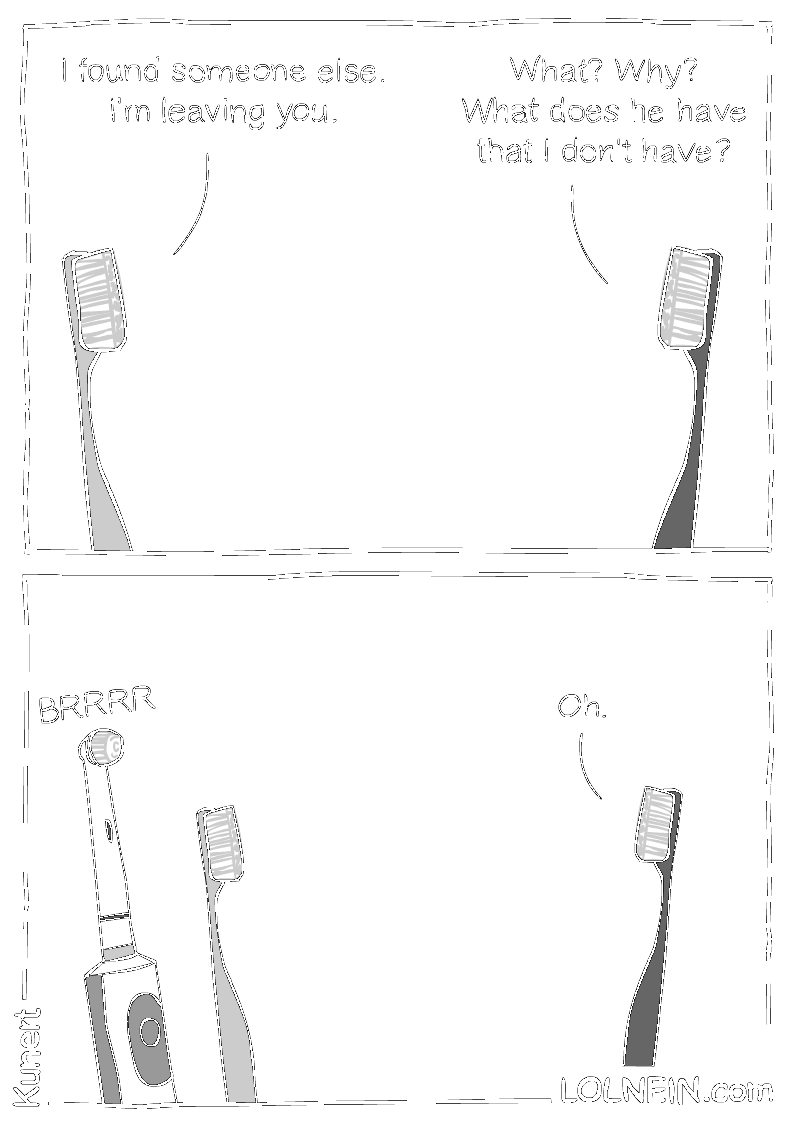 I found someone else.
I'm leaving you.
What? Why?
What does he have
that I don't have?
BRRRR
Oh.
Kunert
LOLNEIN.com